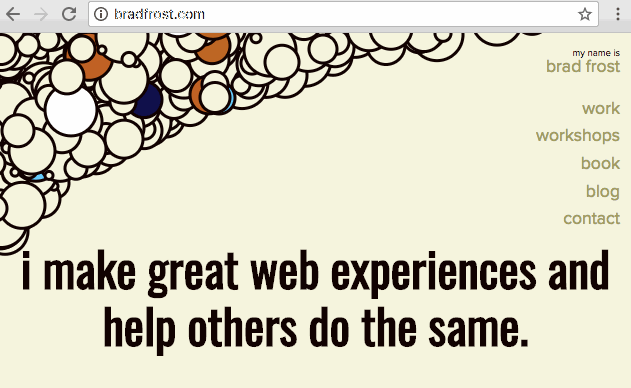 bradfrost.com
my name is
brad frost
work
workshops
book
blog
contact
i make great web experiences and
help others do the same.